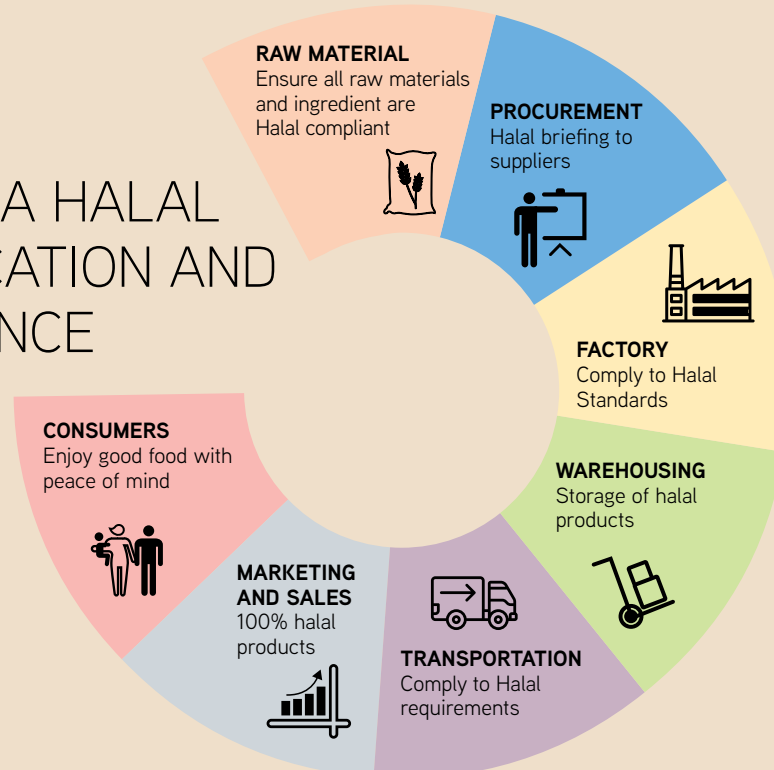 A HALAL
CATION AND
NCE
RAW MATERIAL
Ensure all raw materials
and ingredient are
Halal compliant
PROCUREMENT
Halal briefing to
suppliers
FACTORY
Comply to Halal
Standards
WAREHOUSING
Storage of halal
products
TRANSPORTATION
Comply to Halal
requirements
MARKETING
AND SALES
100% halal
products
CONSUMERS
Enjoy good food with
peace of mind